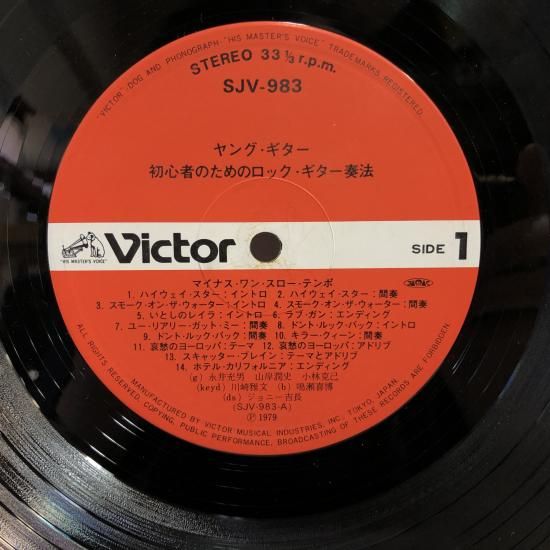 "VICTOR", DOG AND PHONOGRAPH · "HIS MASTER'S VOICE" TRADEMARKS REGISTERED.
STEREO 33 1/3 r.p.m.
SJV-983
ヤング・ギター
初心者のためのロック・ギター奏法
"HIS MASTER'S VOICE"
Victor
SIDE 1
マイナス・ワン・スロー・テンポ
1. ハイウェイ・スター:イントロ 2. ハイウェイ・スター:間奏
3. スモーク・オン・ザ・ウォーター:イントロ 4. スモーク・オン・ザ・ウォーター:間奏
5. いとしのレイラ:イントロ 6. ラブ・ガン:エンディング
7. ユー・リアリー・ガット・ミー:間奏 8. ドント・ルック・バック:イントロ
9. ドント・ルック・バック:間奏 10. キラー・クィーン:間奏
11. 哀愁のヨーロッパ:テーマ 12. 哀愁のヨーロッパ:アドリブ
13. スキャッター・ブレイン:テーマとアドリブ
14. ホテル・カリフォルニア:エンディング
(g) 永井充男 山岸潤史 小林克己
(keyd) 川崎雅文 (b) 鳴瀬喜博
(ds) ジョニー吉長
(SJV-983-A)
Ⓟ 1979
MANUFACTURED BY VICTOR MUSICAL INDUSTRIES, INC. TOKYO, JAPAN.
ALL RIGHTS RESERVED. COPYING, PUBLIC PERFORMANCE, BROADCASTING OF THESE RECORDS ARE FORBIDDEN.